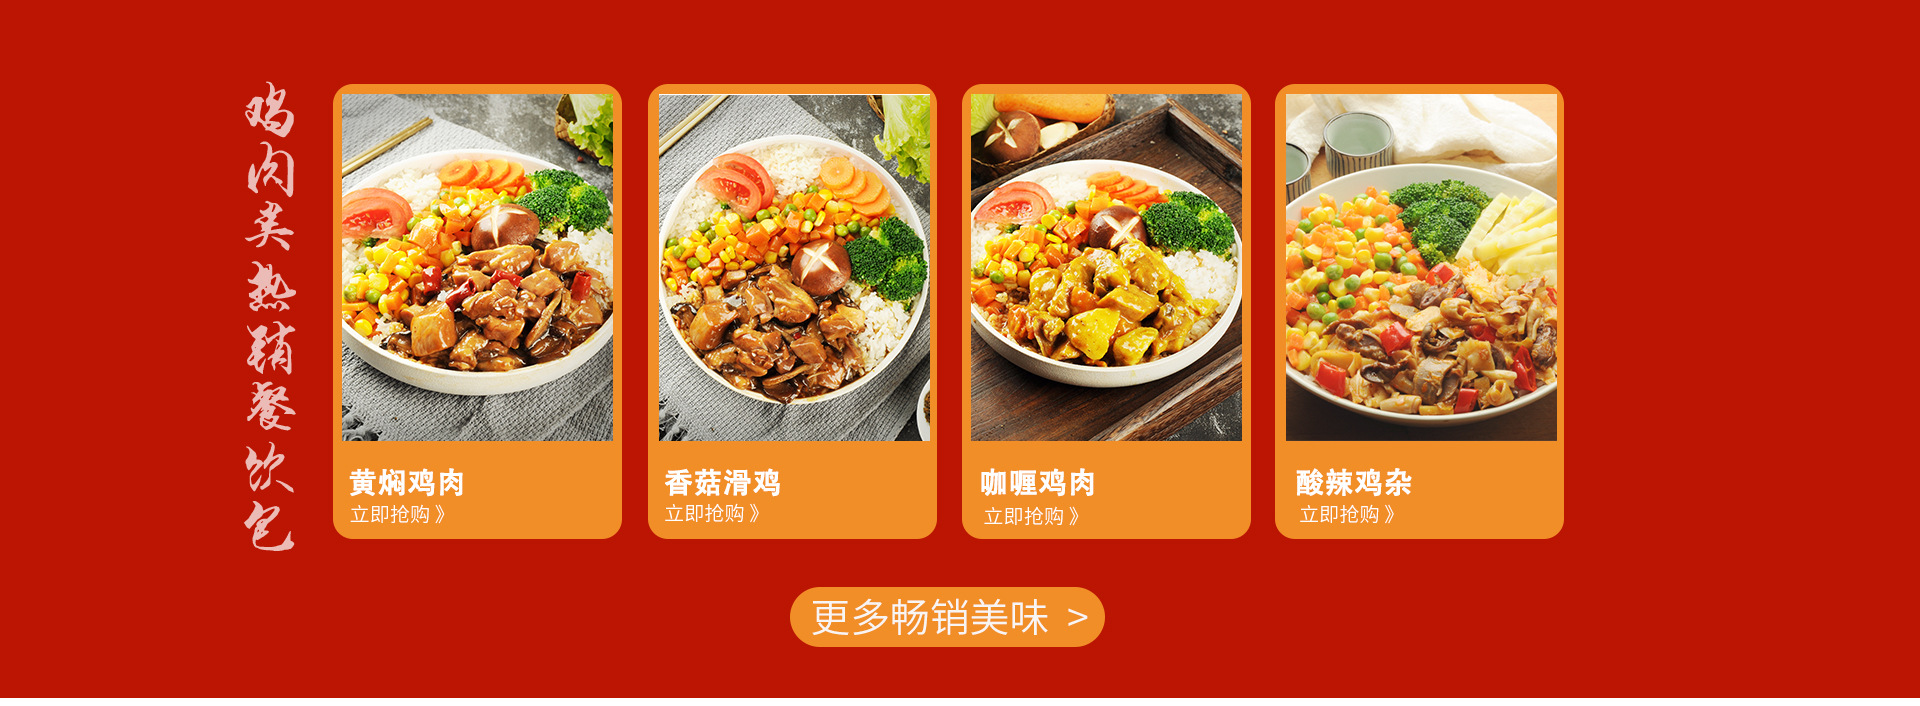 鸡肉类热销餐饮包
黄焖鸡肉
立即抢购》
香菇滑鸡
立即抢购》
咖喱鸡肉
立即抢购》
酸辣鸡杂
立即抢购》
更多畅销美味 >